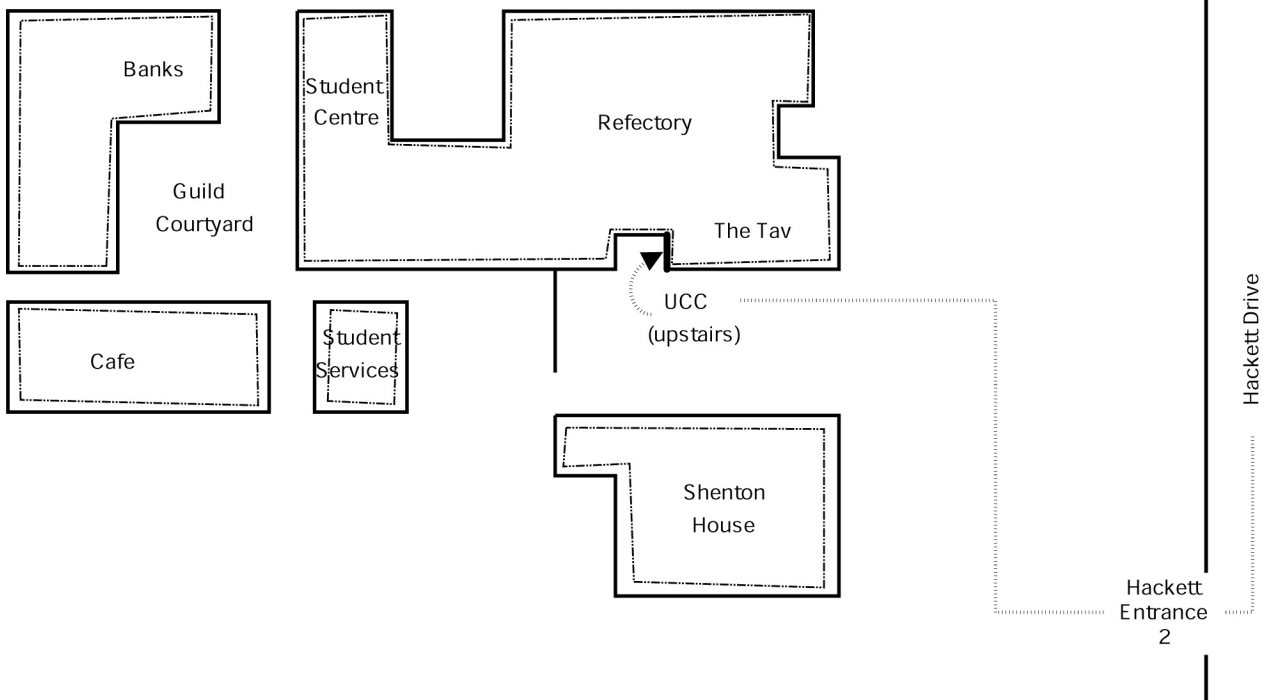 Banks
Student
Centre
Refectory
Guild
Courtyard
The Tav
UCC
(upstairs)
Hackett Drive
Cafe
Student
Services
Shenton
House
Hackett
Entrance
2